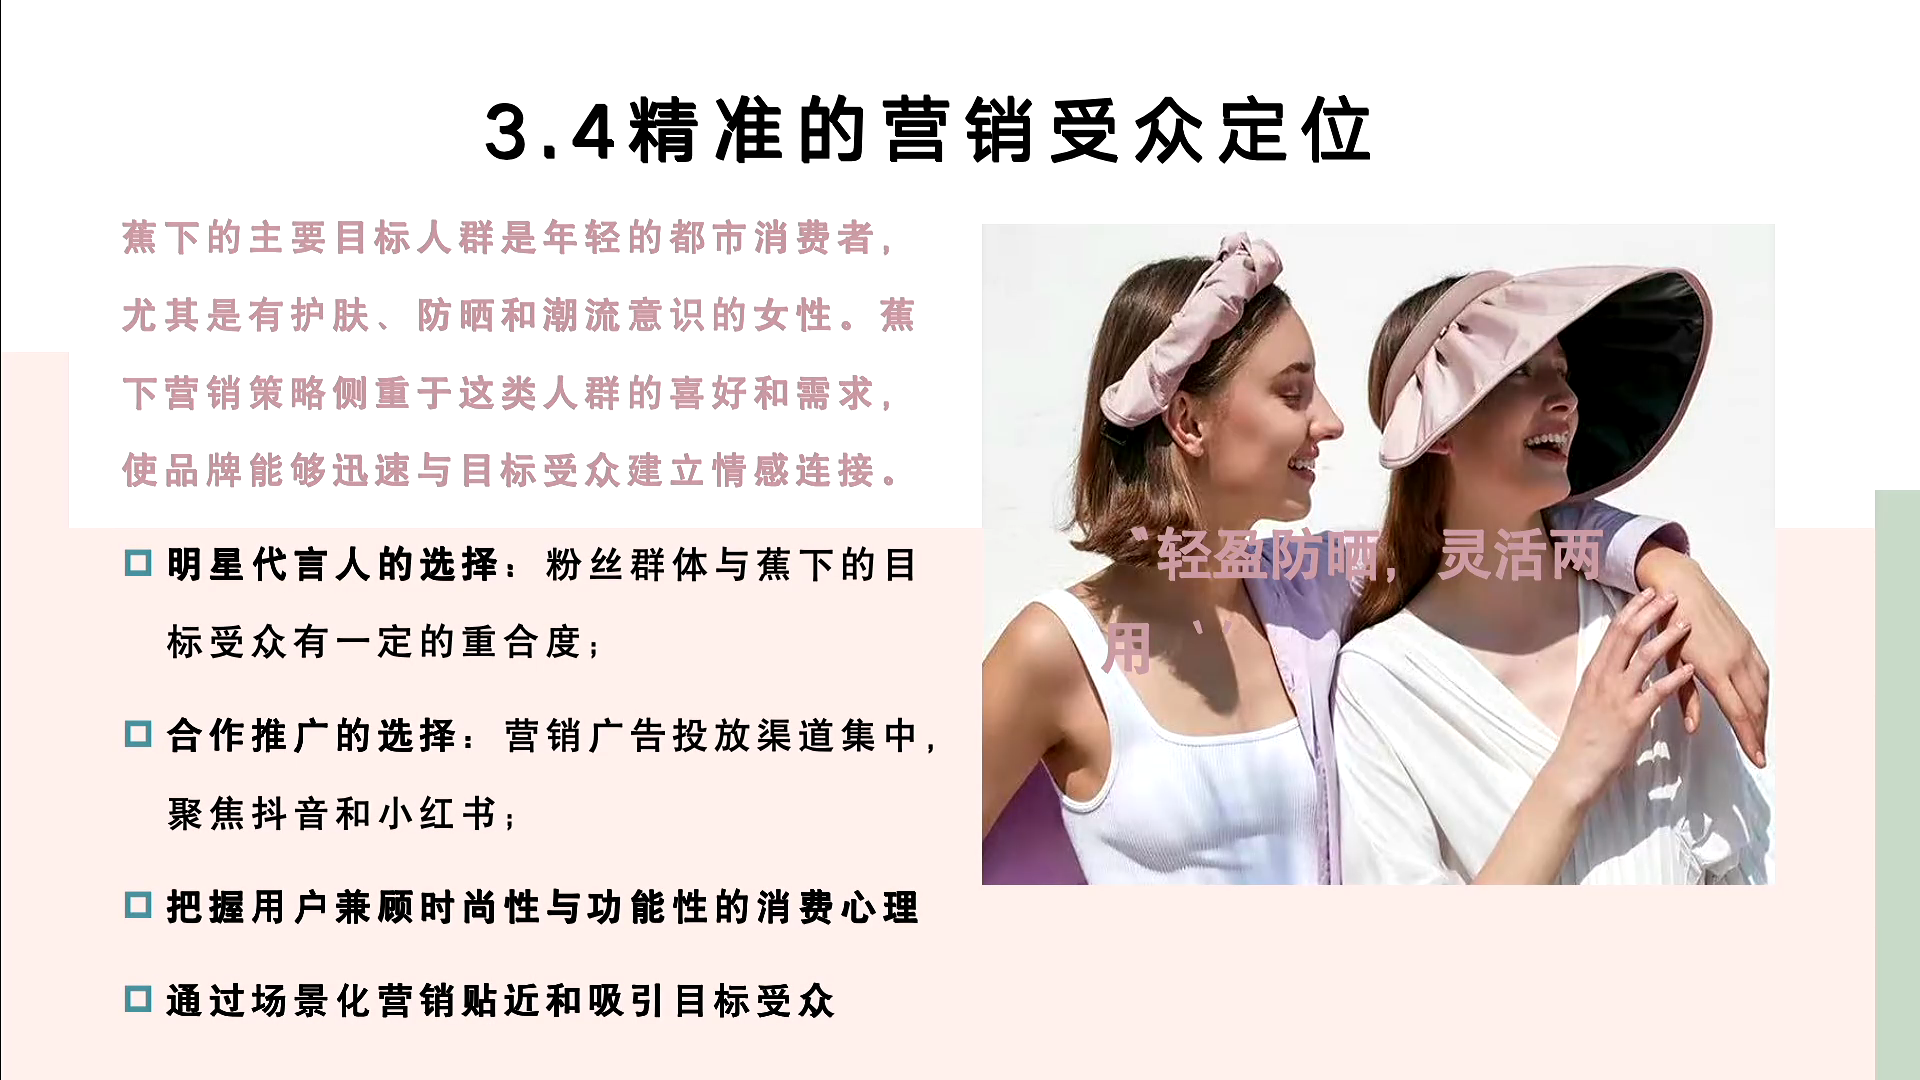 3.4精准的营销受众定位
蕉下的主要目标人群是年轻的都市消费者，
尤其是有护肤、防晒和潮流意识的女性。蕉
下营销策略侧重于这类人群的喜好和需求，
使品牌能够迅速与目标受众建立情感连接。
明星代言人的选择：粉丝群体与蕉下的目
标受众有一定的重合度；
合作推广的选择：营销广告投放渠道集中，
聚焦抖音和小红书；
把握用户兼顾时尚性与功能性的消费心理
通过场景化营销贴近和吸引目标受众
〝轻盈防晒，灵活两
用〝